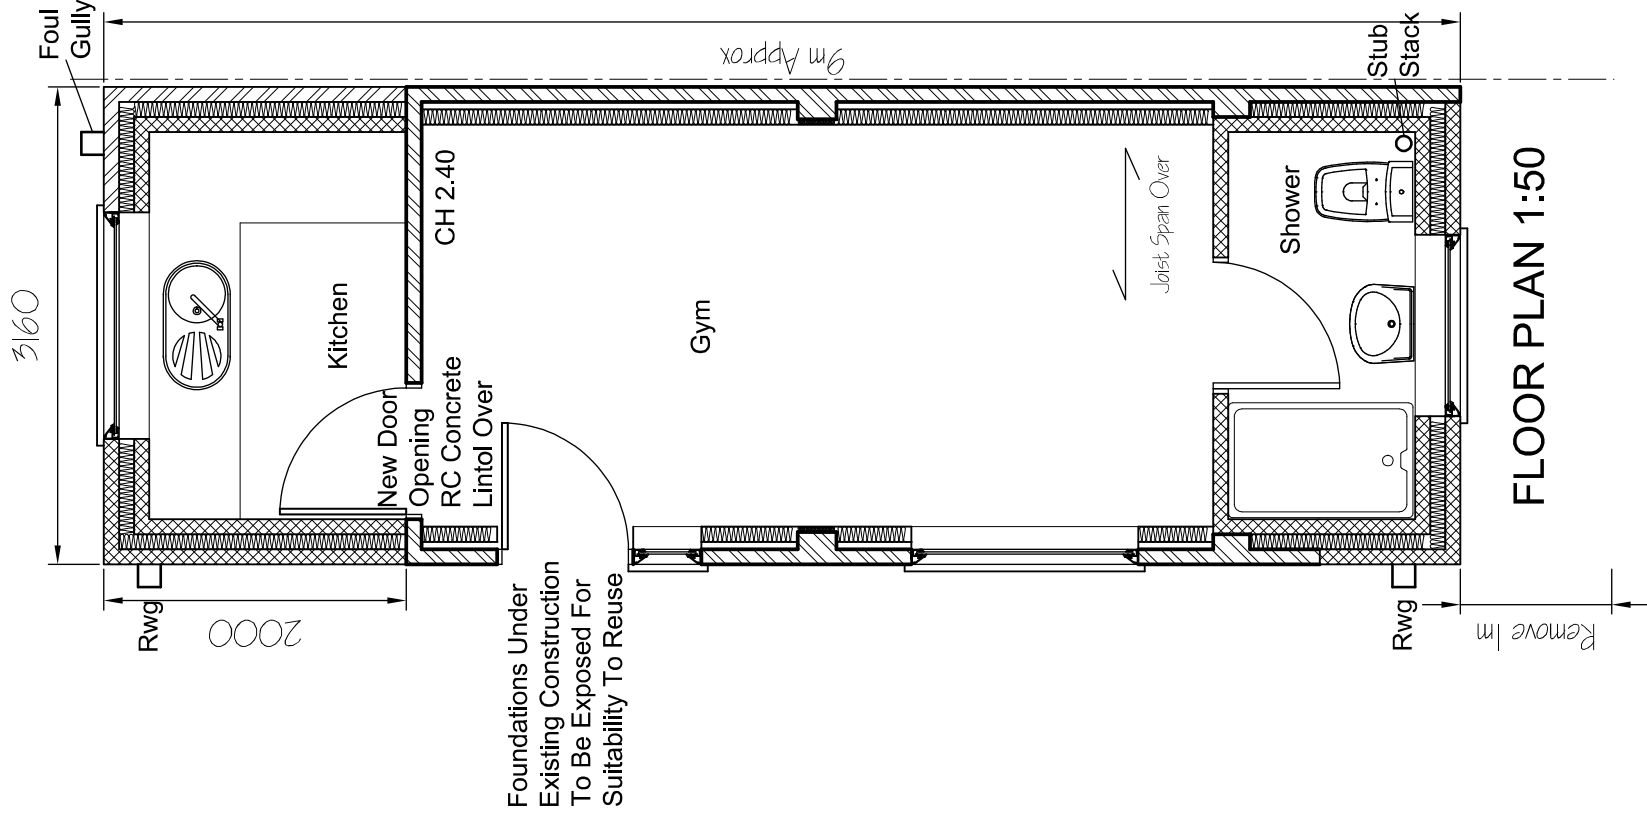 Foul
Gully
3160
9m Approx
Stub
Stack
Kitchen
CH 2.40
New Door
Opening
RC Concrete
Lintol Over
Gym
Joist Span Over
Shower
Rwg
2000
Foundations Under
Existing Construction
To Be Exposed For
Suitability To Reuse
Rwg
Remove 1m
FLOOR PLAN 1:50